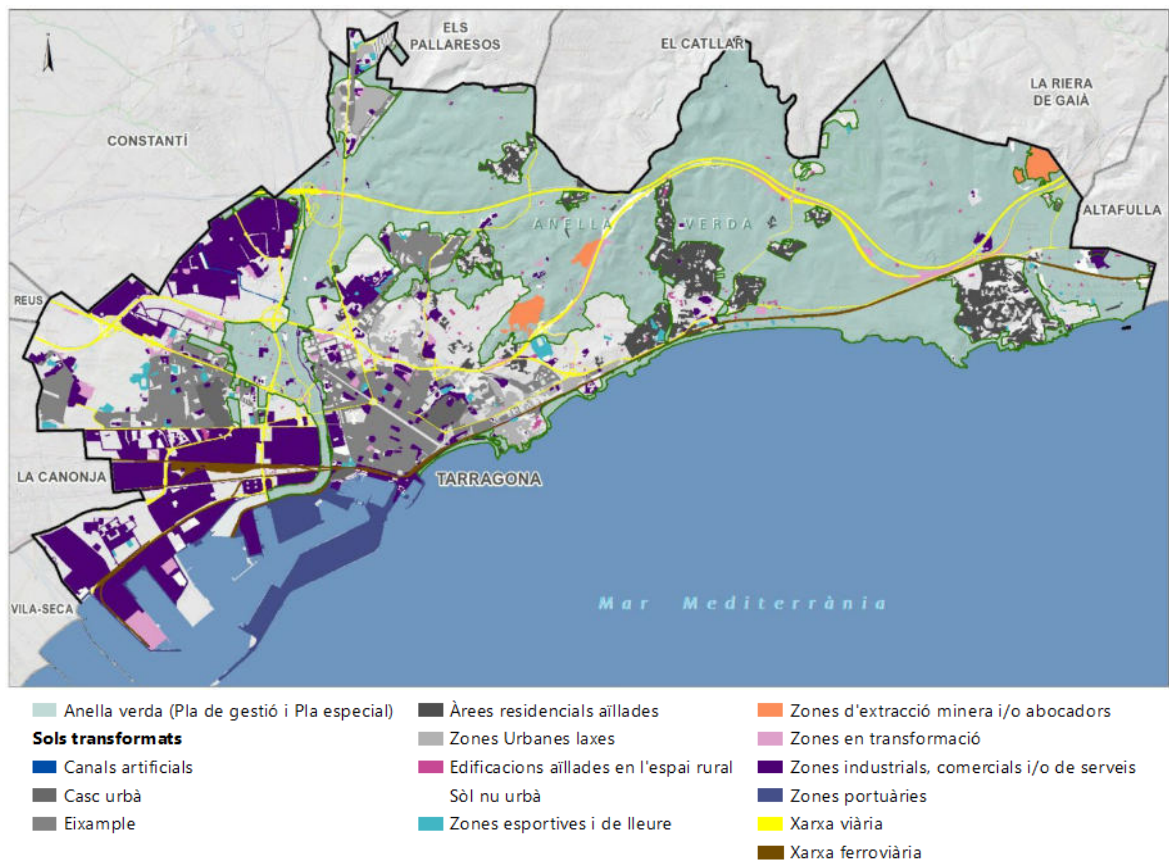 ELS
PALLARESOS
EL CATLLAR
LA RIERA
DE GAIÀ
CONSTANTÍ
ALTAFULLA
ANELLA VERDA
REUS
LA CANONJA
TARRAGONA
VILA-SECA
Mar Mediterrània
Anella verda (Pla de gestió i Pla especial)
Sols transformats
Canals artificials
Casc urbà
Eixample
Àrees residencials aïllades
Zones Urbanes laxes
Edificacions aïllades en l'espai rural
Sòl nu urbà
Zones esportives i de lleure
Zones d'extracció minera i/o abocadors
Zones en transformació
Zones industrials, comercials i/o de serveis
Zones portuàries
Xarxa viària
Xarxa ferroviària